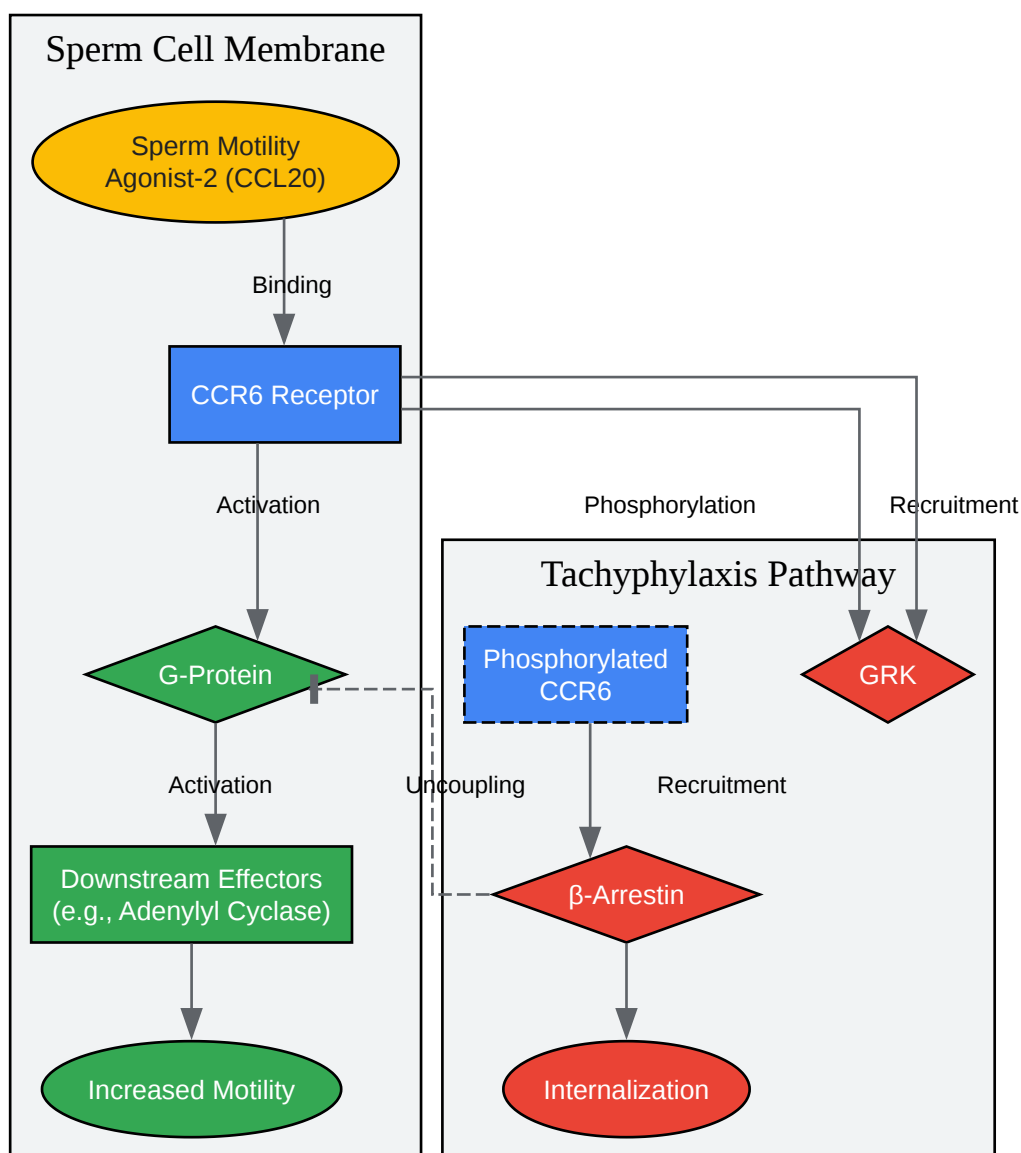 Sperm Cell Membrane
Sperm Motility
Agonist-2 (CCL20)
Binding
CCR6 Receptor
Activation
Phosphorylation
Recruitment
Tachyphylaxis Pathway
G-Protein
Phosphorylated
CCR6
GRK
Activation
Uncoupling
Recruitment
Downstream Effectors
(e.g., Adenylyl Cyclase)
β-Arrestin
Increased Motility
Internalization